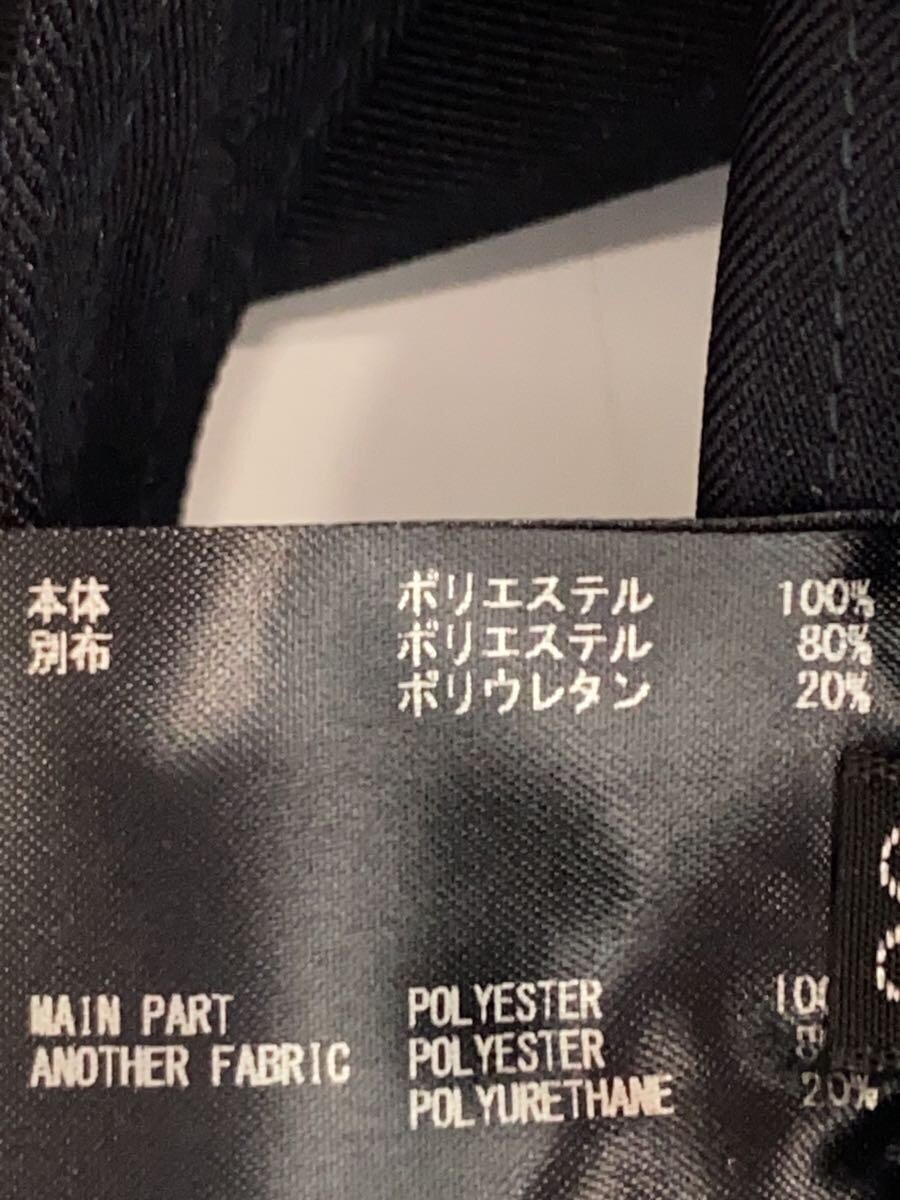 本体 ポリエステル 100%
別布 ポリエステル 80%
ポリウレタン 20%
MAIN PART POLYESTER
ANOTHER FABRIC POLYESTER
POLYURETHANE 20%